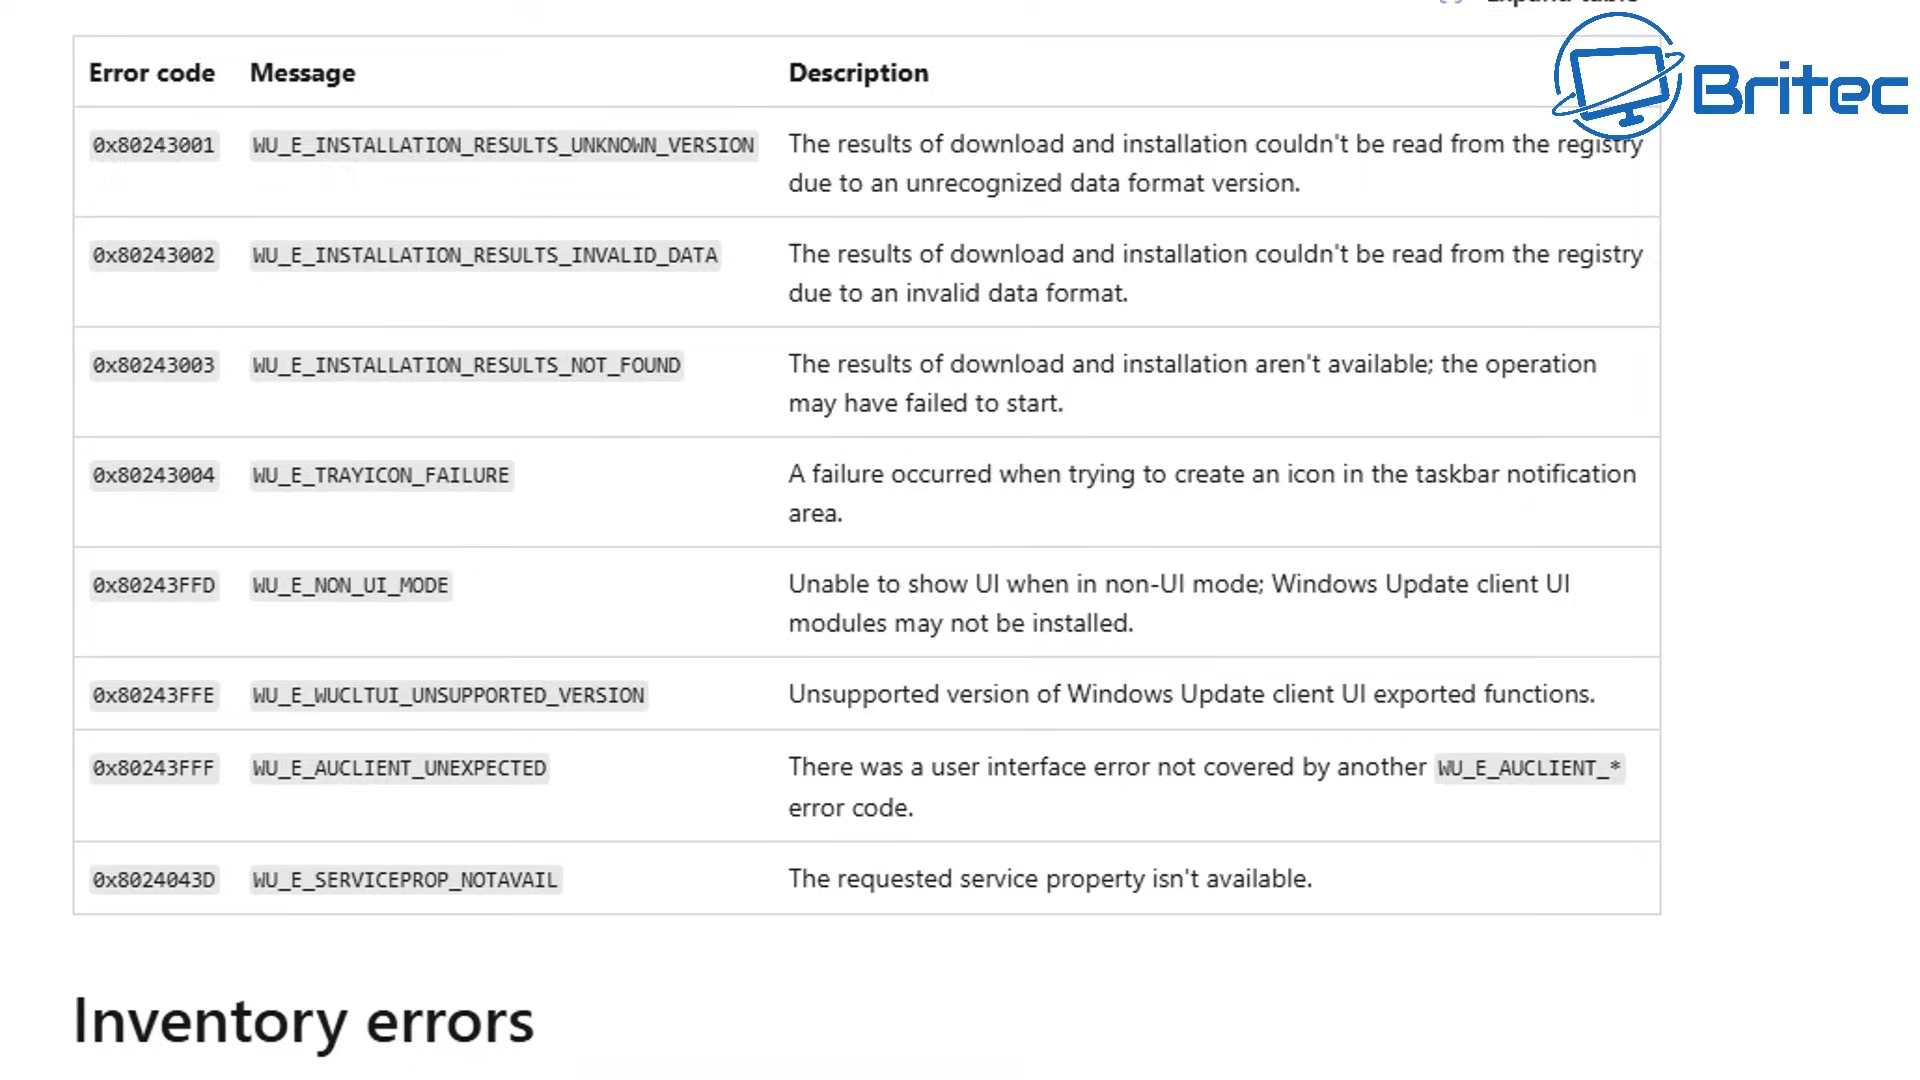 Expand table
Britec
Error code Message Description
0x80243001 WU_E_INSTALLATION_RESULTS_UNKNOWN_VERSION The results of download and installation couldn't be read from the registry
due to an unrecognized data format version.
0x80243002 WU_E_INSTALLATION_RESULTS_INVALID_DATA The results of download and installation couldn't be read from the registry
due to an invalid data format.
0x80243003 WU_E_INSTALLATION_RESULTS_NOT_FOUND The results of download and installation aren't available; the operation
may have failed to start.
0x80243004 WU_E_TRAYICON_FAILURE A failure occurred when trying to create an icon in the taskbar notification
area.
0x80243FFD WU_E_NON_UI_MODE Unable to show UI when in non-UI mode; Windows Update client UI
modules may not be installed.
0x80243FFE WU_E_WUCLTUI_UNSUPPORTED_VERSION Unsupported version of Windows Update client UI exported functions.
0x80243FFF WU_E_AUCLIENT_UNEXPECTED There was a user interface error not covered by another WU_E_AUCLIENT_*
error code.
0x8024043D WU_E_SERVICEPROP_NOTAVAIL The requested service property isn't available.
Inventory errors